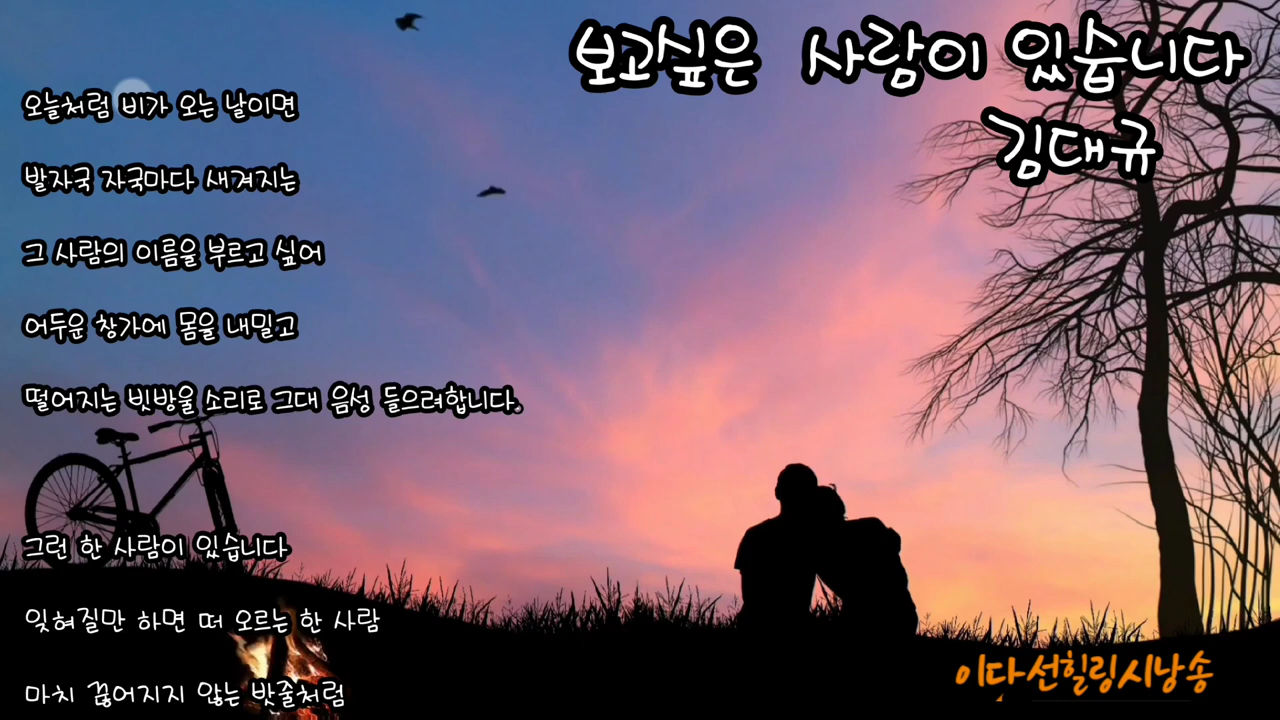 보고싶은 사람이 있습니다
김대규
오늘처럼 비가 오는 날이면
발자국 자국마다 새겨지는
그 사람의 이름을 부르고 싶어
어두운 창가에 몸을 내밀고
떨어지는 빗방울 소리로 그대 음성 들으려합니다.
그런 한 사람이 있습니다
잊혀질만 하면 떠 오르는 한 사람
마치 끊어지지 않는 밧줄처럼
이다선힐링시낭송